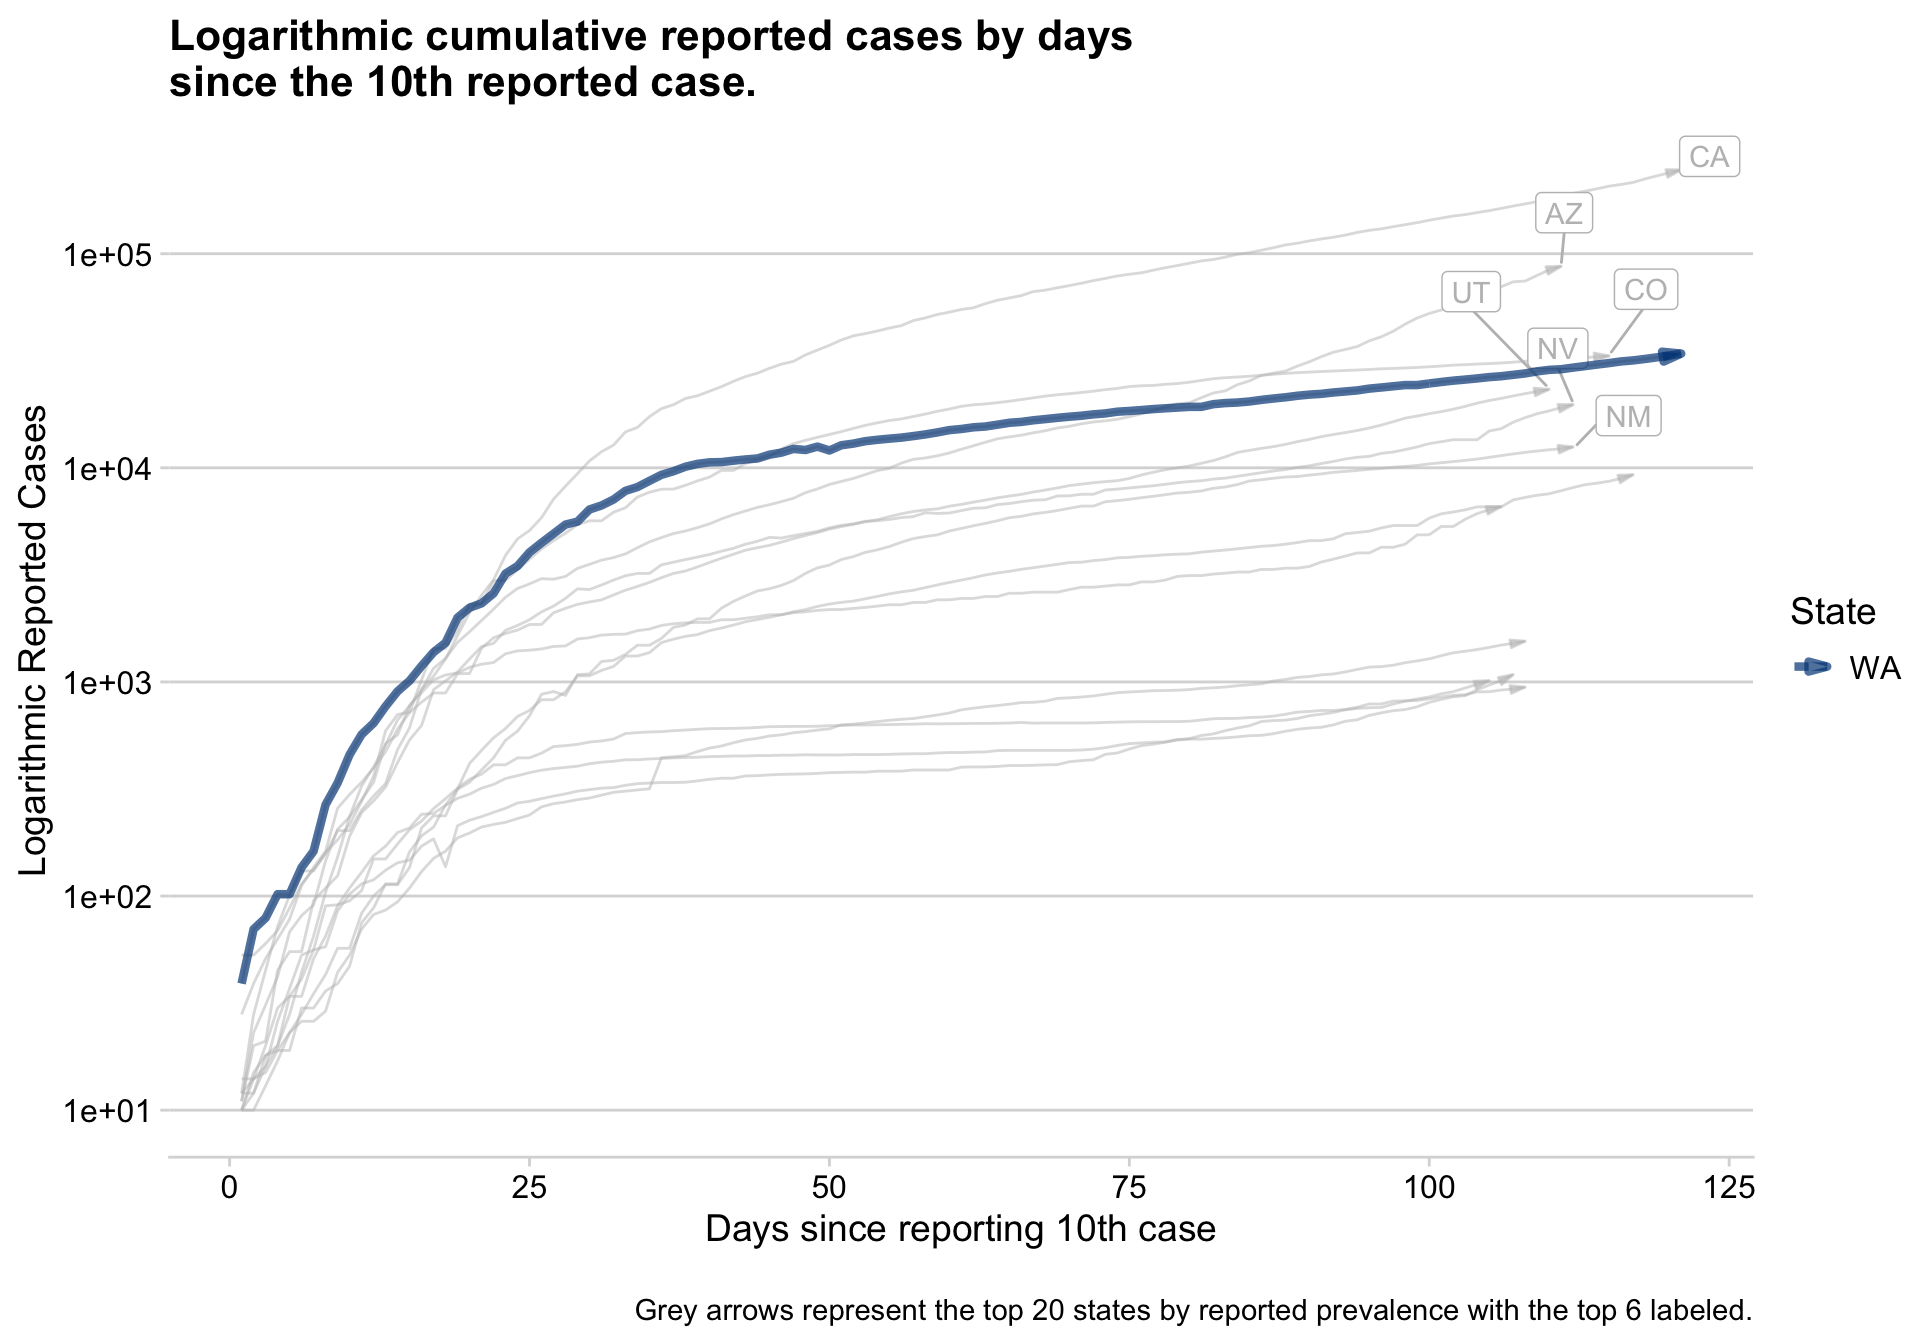 Logarithmic cumulative reported cases by days
since the 10th reported case.
CA
AZ
1e+05
UT
CO
NV
NM
1e+04
Logarithmic Reported Cases
State
WA
1e+03
1e+02
1e+01
0 25 50 75 100 125
Days since reporting 10th case
Grey arrows represent the top 20 states by reported prevalence with the top 6 labeled.